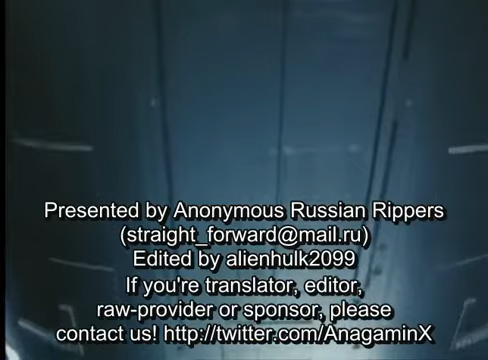 Presented by Anonymous Russian Rippers
(straight_forward@mail.ru)
Edited by alienhulk2099
If you're translator, editor,
raw-provider or sponsor, please
contact us! http://twitter.com/AnagaminX